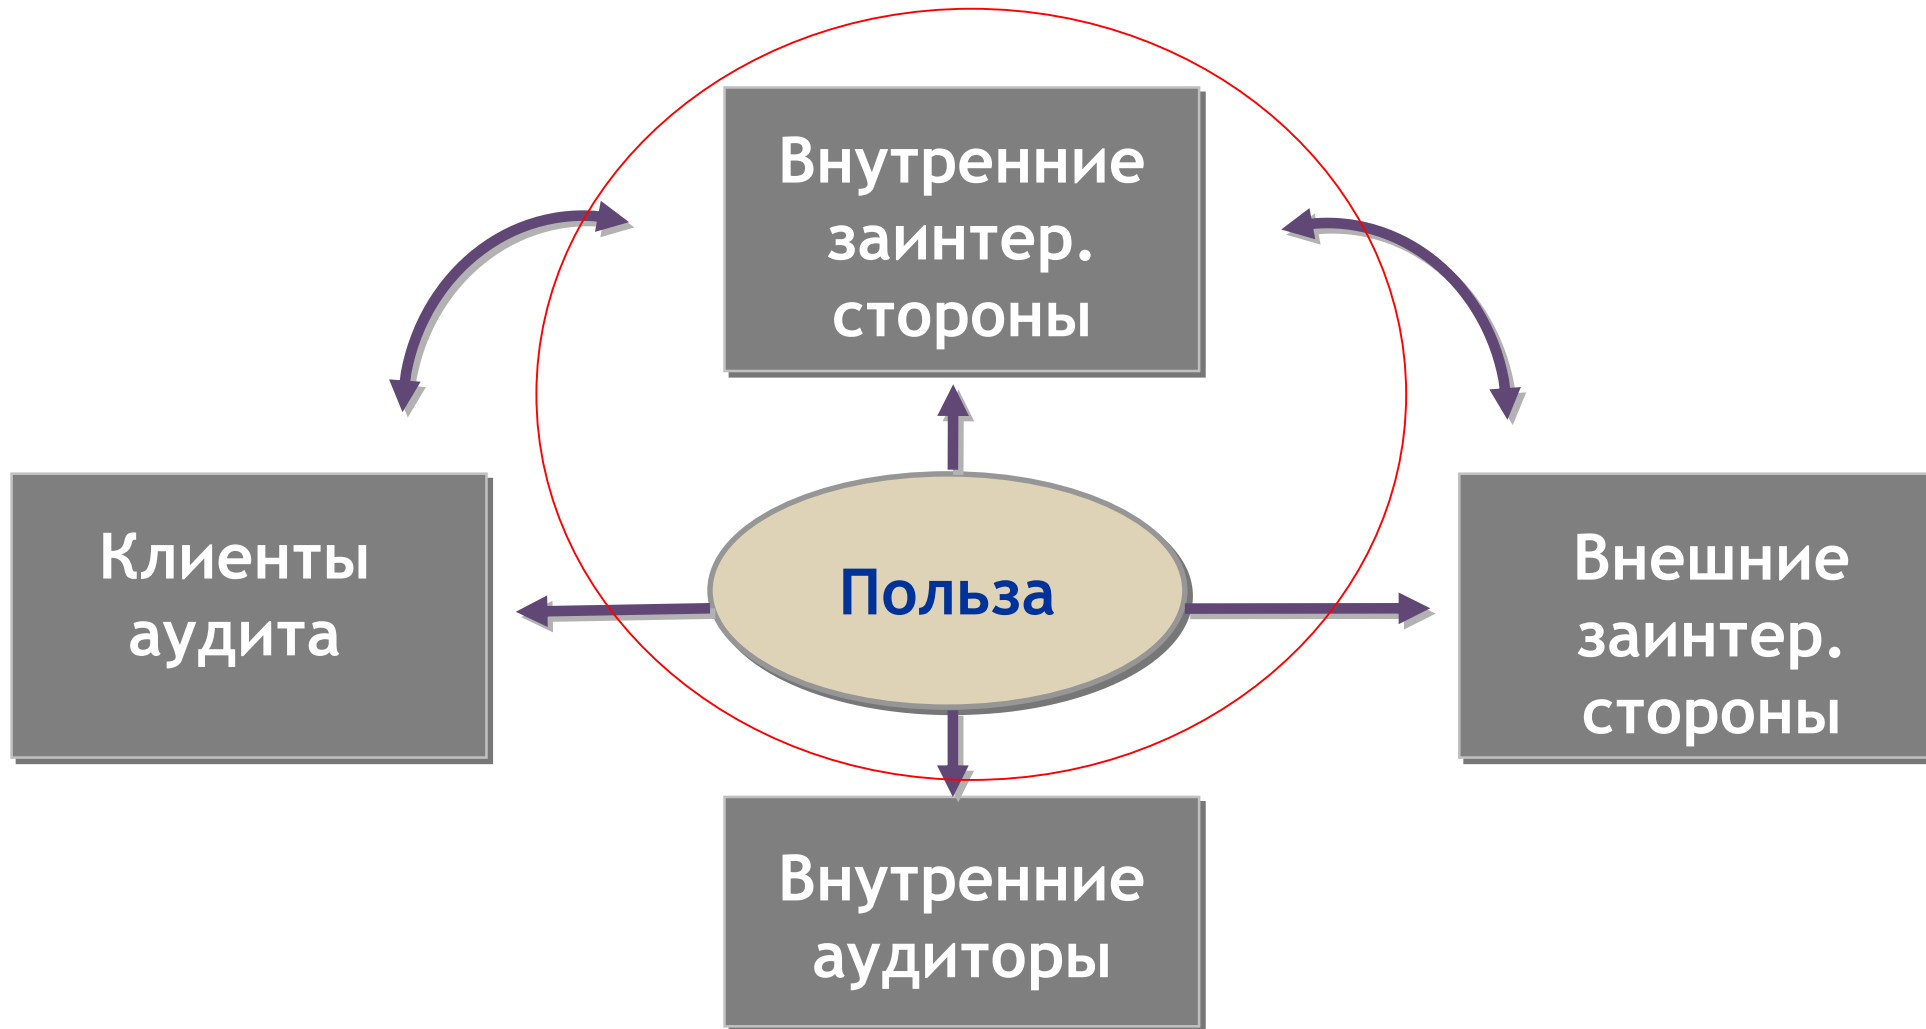 Внутренние
заинтер.
стороны
Клиенты
аудита
Польза
Внешние
заинтер.
стороны
Внутренние
аудиторы